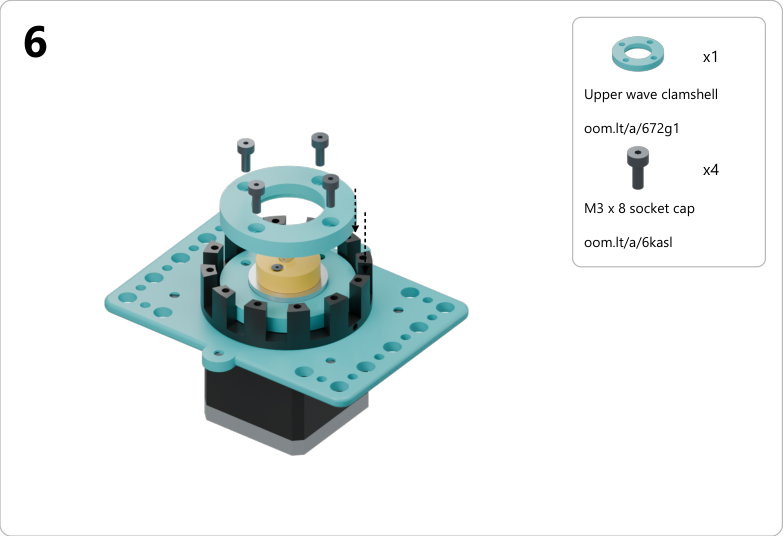 6
x1
Upper wave clamshell
oom.lt/a/672g1
x4
M3 x 8 socket cap
oom.lt/a/6kasl